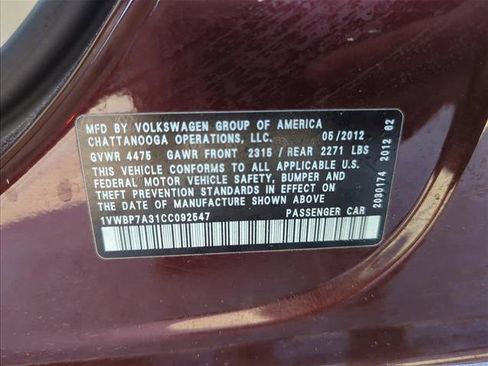 MFD BY VOLKSWAGEN GROUP OF AMERICA
CHATTANOOGA OPERATIONS, LLC. 05/2012
GVWR 4475 GAWR FRONT 2315/REAR 2271 LBS
THIS VEHICLE CONFORMS TO ALL APPLICABLE U.S.
FEDERAL MOTOR VEHICLE SAFETY, BUMPER AND
THEFT PREVENTION STANDARDS IN EFFECT ON
THE DATE OF MANUFACTURE SHOWN ABOVE
1VWBP7A31CC092547 PASSENGER CAR
2030174 2012 62